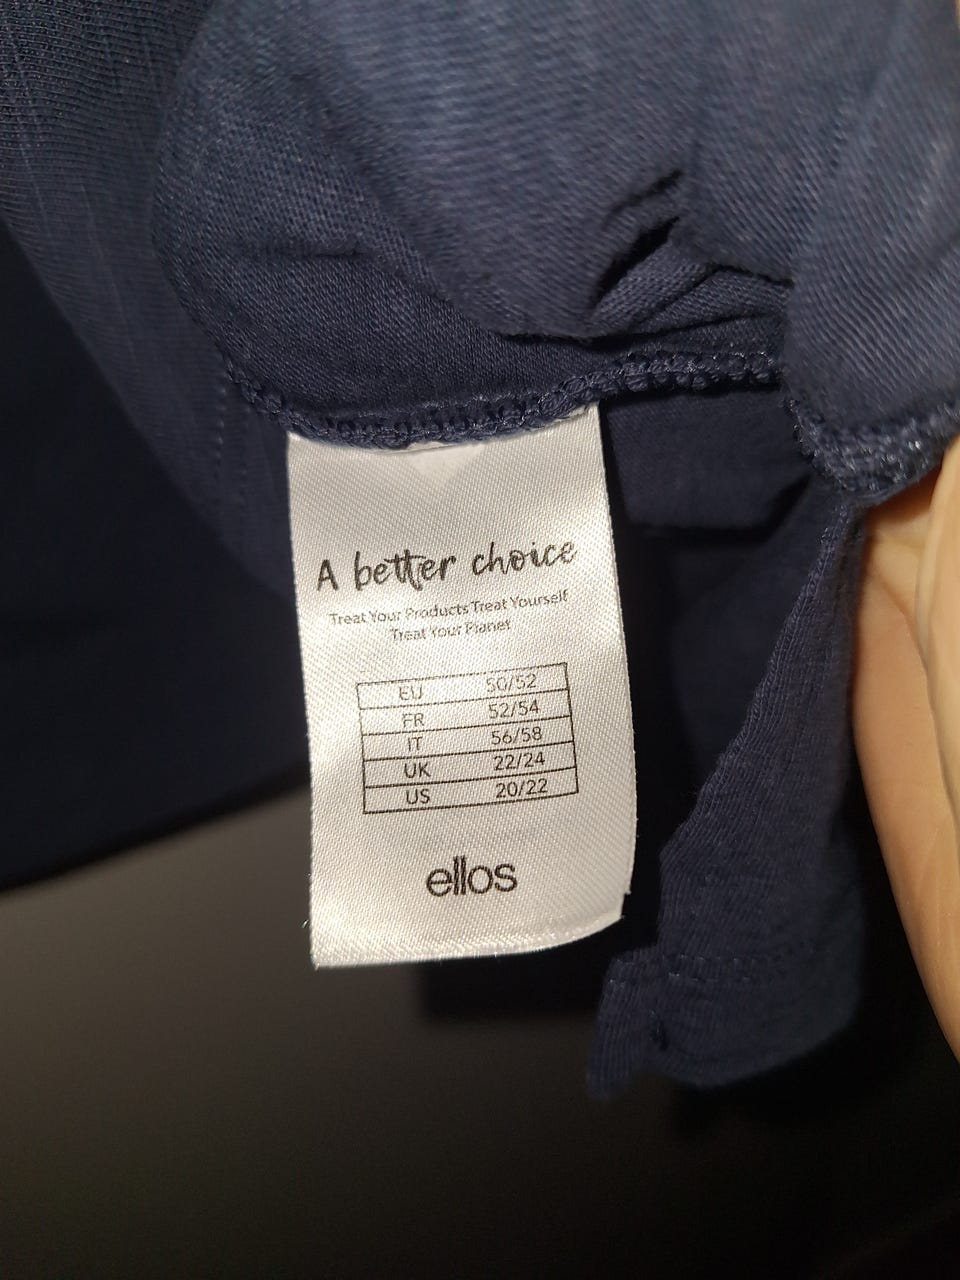 A better choice
Treat Your Products Treat Yourself
Treat Your Planet
EU 50/52
FR 52/54
IT 56/58
UK 22/24
US 20/22
ellos